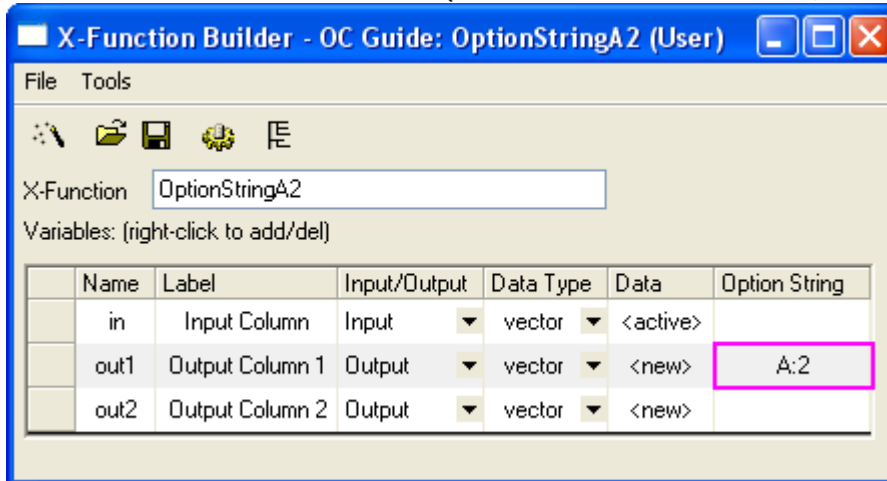 X-Function Builder - OC Guide: OptionStringA2 (User)
File Tools
X-Function OptionStringA2
Variables: (right-click to add/del)
Name Label Input/Output Data Type Data Option String
in Input Column Input vector <active>
out1 Output Column 1 Output vector <new> A:2
out2 Output Column 2 Output vector <new>